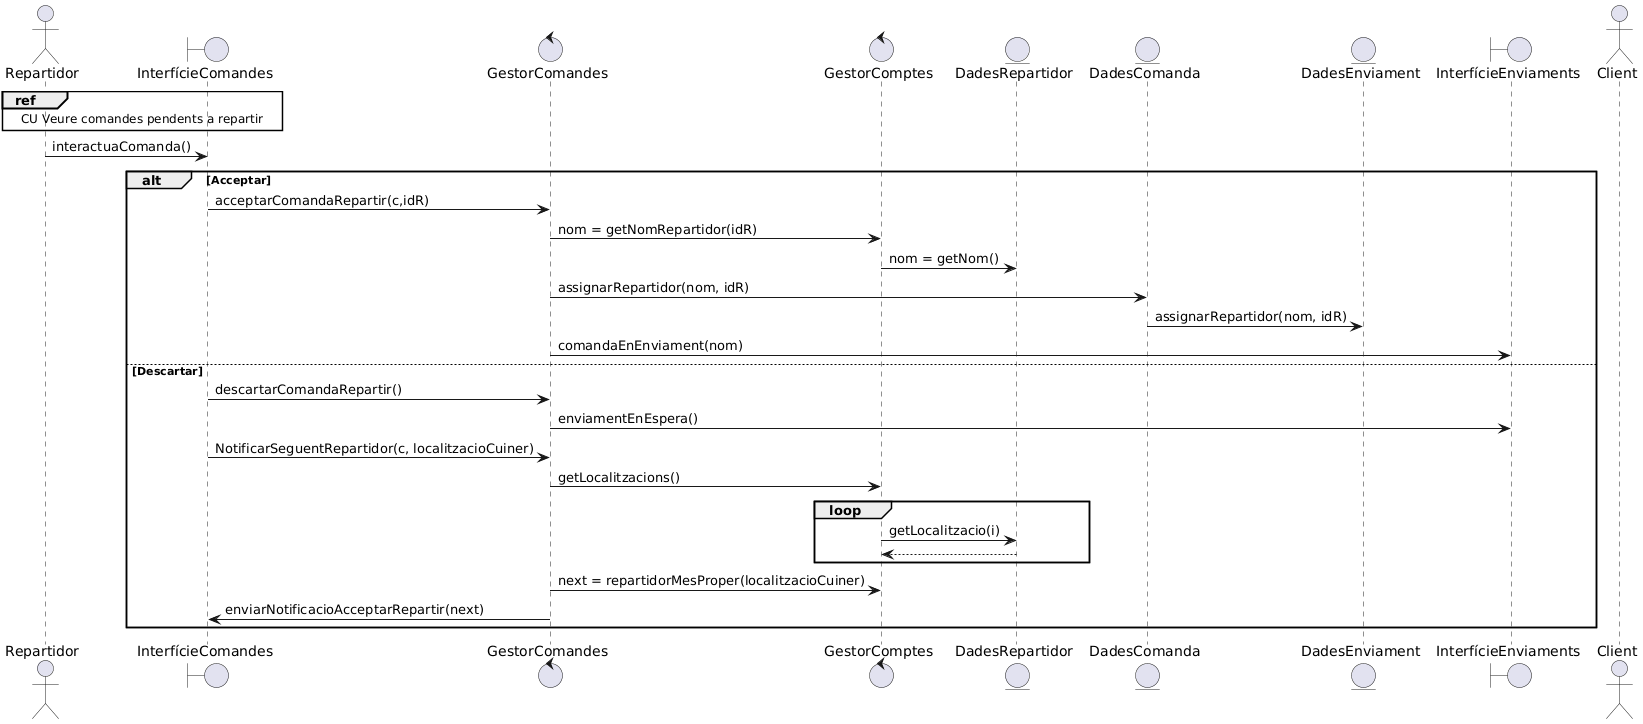 Repartidor InterfícieComandes GestorComandes GestorComptes DadesRepartidor DadesComanda DadesEnviament InterfícieEnviaments Client
ref
CU Veure comandes pendents a repartir
interactuaComanda()
alt [Acceptar]
acceptarComandaRepartir(c,idR)
nom = getNomRepartidor(idR)
nom = getNom()
assignarRepartidor(nom, idR)
assignarRepartidor(nom, idR)
comandaEnEnviament(nom)
[Descartar]
descartarComandaRepartir()
enviamentEnEspera()
NotificarSeguentRepartidor(c, localitzacioCuiner)
getLocalitzacions()
loop
getLocalitzacio(i)
next = repartidorMesProper(localitzacioCuiner)
enviarNotificacioAcceptarRepartir(next)
Repartidor InterfícieComandes GestorComandes GestorComptes DadesRepartidor DadesComanda DadesEnviament InterfícieEnviaments Client